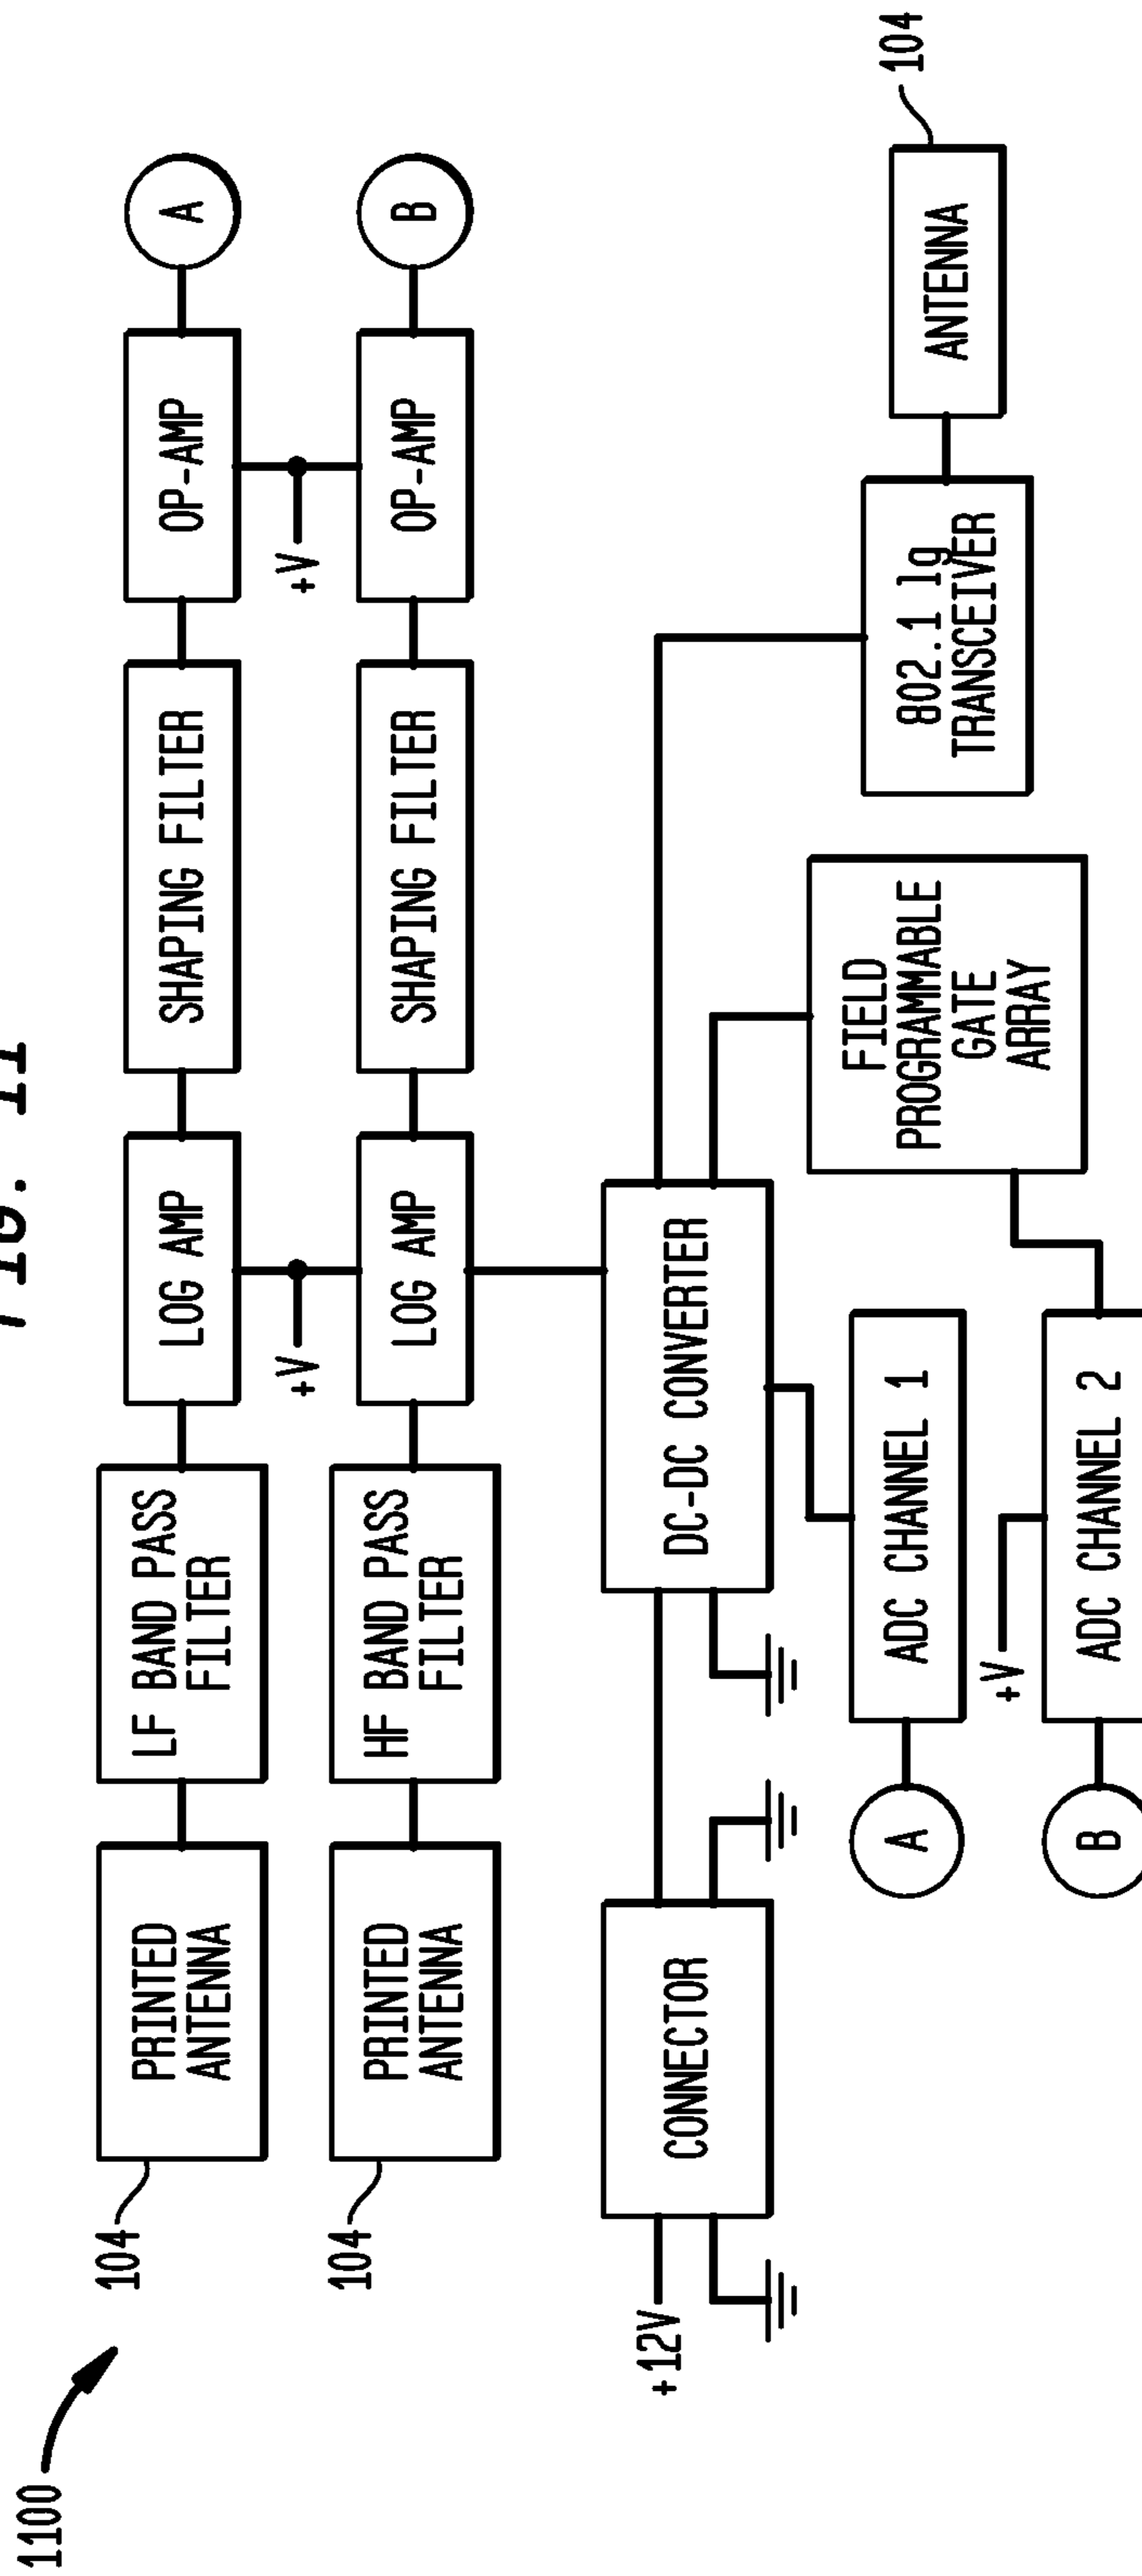 FIG. 11
1100
104
PRINTED
ANTENNA
LF BAND PASS
FILTER
LOG AMP
SHAPING FILTER
OP-AMP
A
+V
+V
104
PRINTED
ANTENNA
HF BAND PASS
FILTER
LOG AMP
SHAPING FILTER
OP-AMP
B
+12V
CONNECTOR
DC-DC CONVERTER
A
ADC CHANNEL 1
+V
B
ADC CHANNEL 2
FIELD
PROGRAMMABLE
GATE
ARRAY
802.11g
TRANSCEIVER
ANTENNA
104